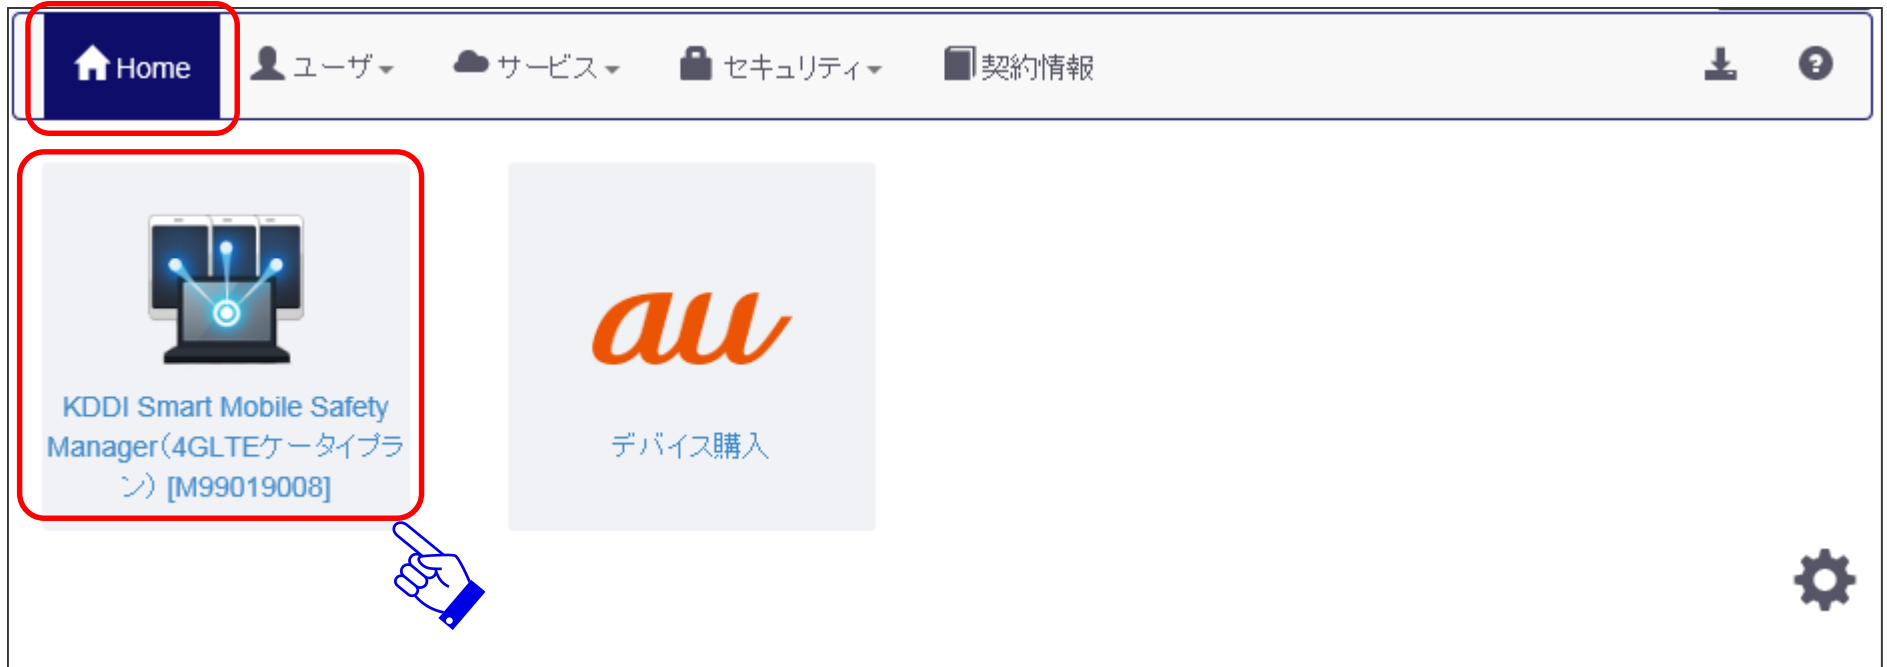 Home ユーザ サービス セキュリティ 契約情報
au
KDDI Smart Mobile Safety
Manager(4GLTEケータイプラ
ン) [M99019008]
デバイス購入